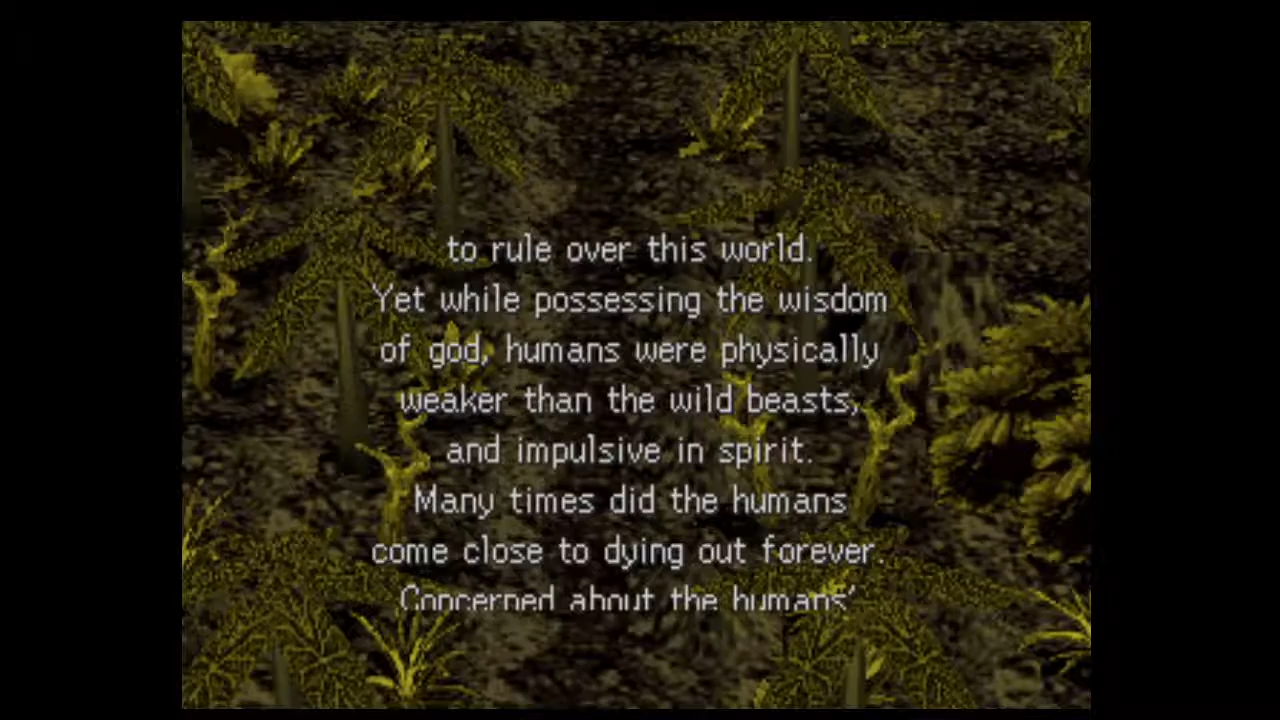 to rule over this world.
Yet while possessing the wisdom
of god, humans were physically
weaker than the wild beasts,
and impulsive in spirit.
Many times did the humans
come close to dying out forever.
Concerned about the humans'